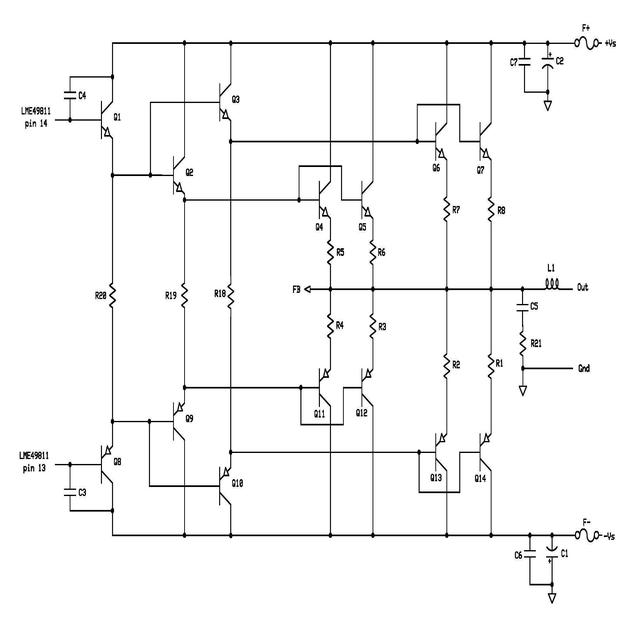 F+
+Vs
C7
+
C2
C4
Q3
LME49811
pin 14
Q1
Q2
Q6
Q7
Q4
Q5
R7
R8
R5
R6
L1
FB
Out
R20
R19
R18
C5
R4
R3
R21
R2
R1
Gnd
Q11
Q12
Q9
LME49811
pin 13
Q8
Q10
Q13
Q14
C3
F-
-Vs
C6
C1
+